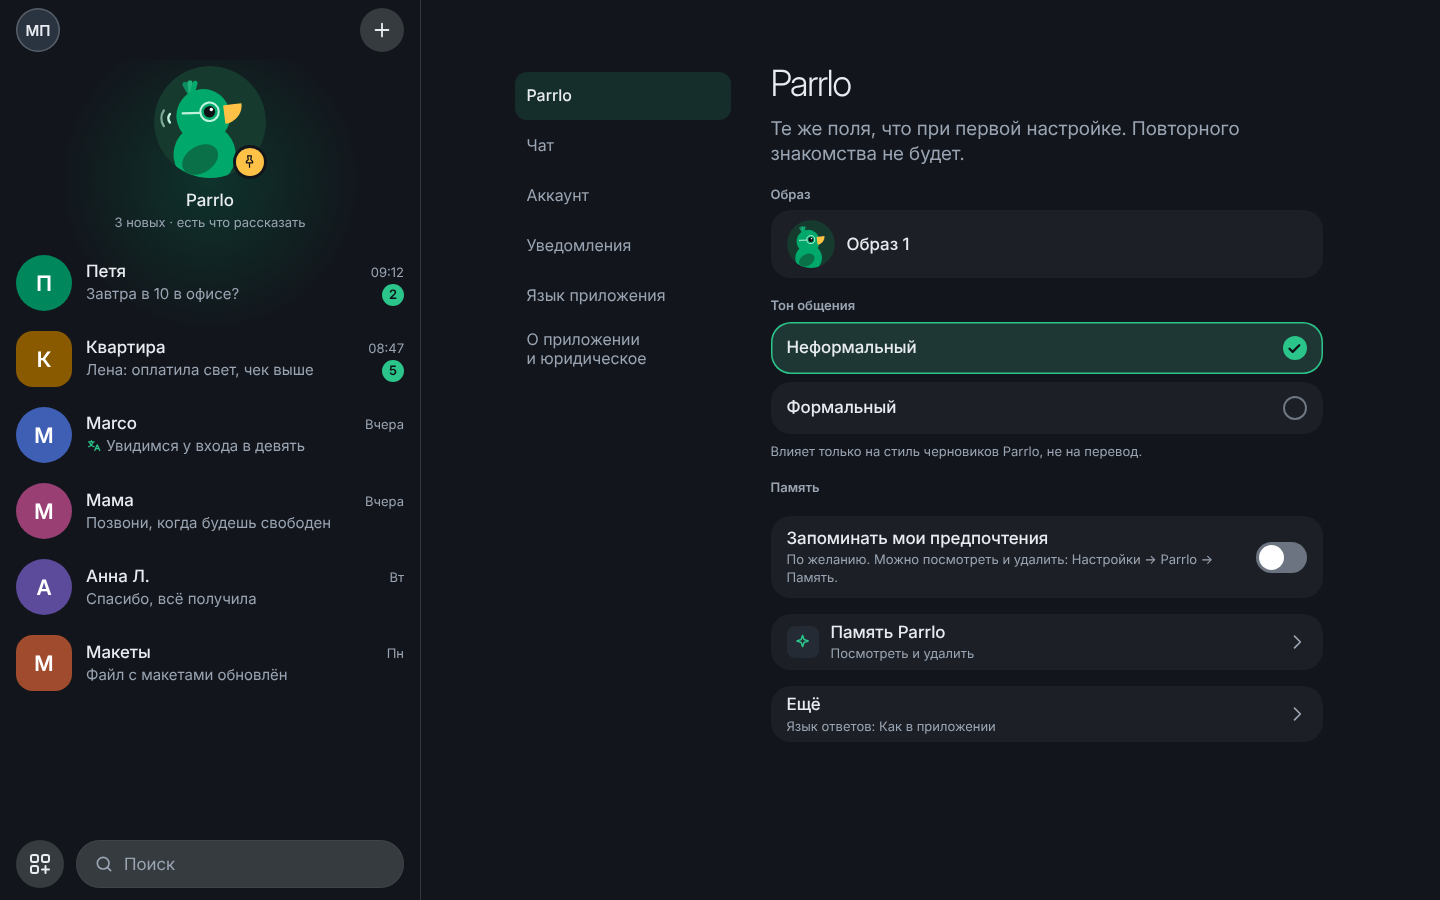 МП
Parrlo
3 новых · есть что рассказать
П
Петя
09:12
Завтра в 10 в офисе?
2
К
Квартира
08:47
Лена: оплатила свет, чек выше
5
M
Marco
Вчера
Увидимся у входа в девять
М
Мама
Вчера
Позвони, когда будешь свободен
А
Анна Л.
Вт
Спасибо, всё получила
М
Макеты
Пн
Файл с макетами обновлён
Поиск
Parrlo
Чат
Аккаунт
Уведомления
Язык приложения
О приложении
и юридическое
Parrlo
Те же поля, что при первой настройке. Повторного
знакомства не будет.
Образ
Образ 1
Тон общения
Неформальный
Формальный
Влияет только на стиль черновиков Parrlo, не на перевод.
Память
Запоминать мои предпочтения
По желанию. Можно посмотреть и удалить: Настройки → Parrlo →
Память.
Память Parrlo
Посмотреть и удалить
Ещё
Язык ответов: Как в приложении